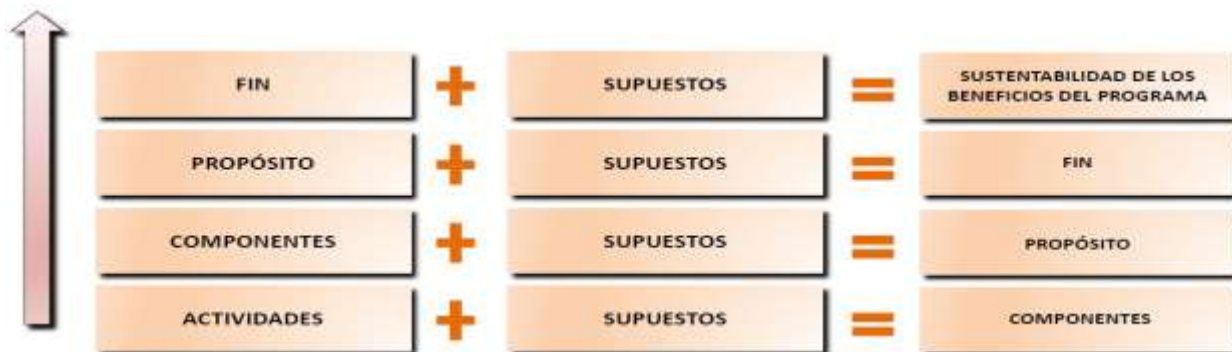 FIN + SUPUESTOS = SUSTENTABILIDAD DE LOS
BENEFICIOS DEL PROGRAMA
PROPÓSITO + SUPUESTOS = FIN
COMPONENTES + SUPUESTOS = PROPÓSITO
ACTIVIDADES + SUPUESTOS = COMPONENTES